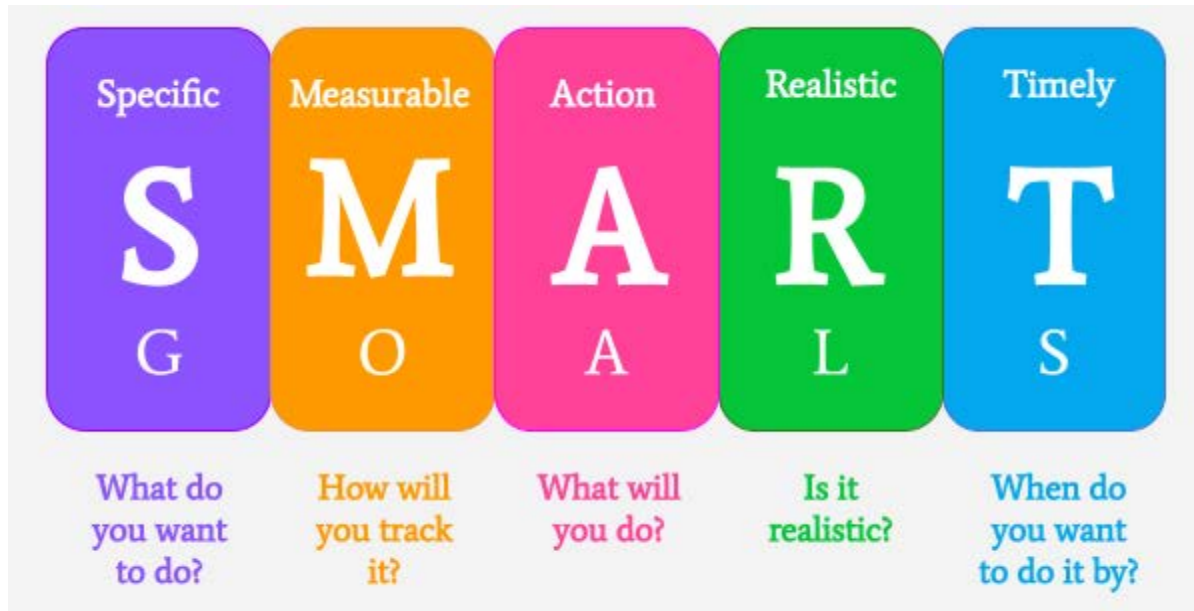 Specific Measurable Action Realistic Timely
S M A R T
G O A L S
What do
you want
to do?
How will
you track
it?
What will
you do?
Is it
realistic?
When do
you want
to do it by?